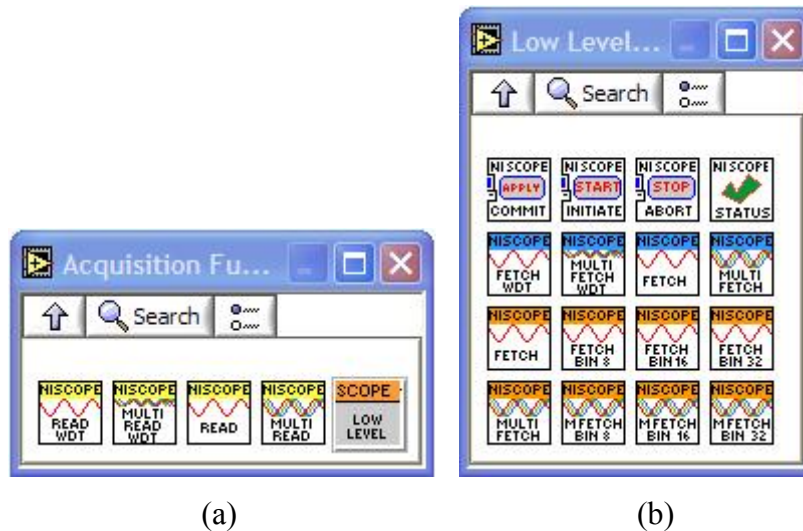 Low Level...
Search
NISCOPE APPLY COMMIT
NISCOPE START INITIATE
NISCOPE STOP ABORT
NISCOPE STATUS
NISCOPE FETCH WDT
NISCOPE MULTI FETCH WDT
NISCOPE FETCH
NISCOPE MULTI FETCH
NISCOPE FETCH
NISCOPE FETCH BIN 8
NISCOPE FETCH BIN 16
NISCOPE FETCH BIN 32
NISCOPE MULTI FETCH
NISCOPE MFETCH BIN 8
NISCOPE MFETCH BIN 16
NISCOPE MFETCH BIN 32
Acquisition Fu...
Search
NISCOPE READ WDT
NISCOPE MULTI READ WDT
NISCOPE READ
NISCOPE MULTI READ
SCOPE LOW LEVEL
(a)
(b)